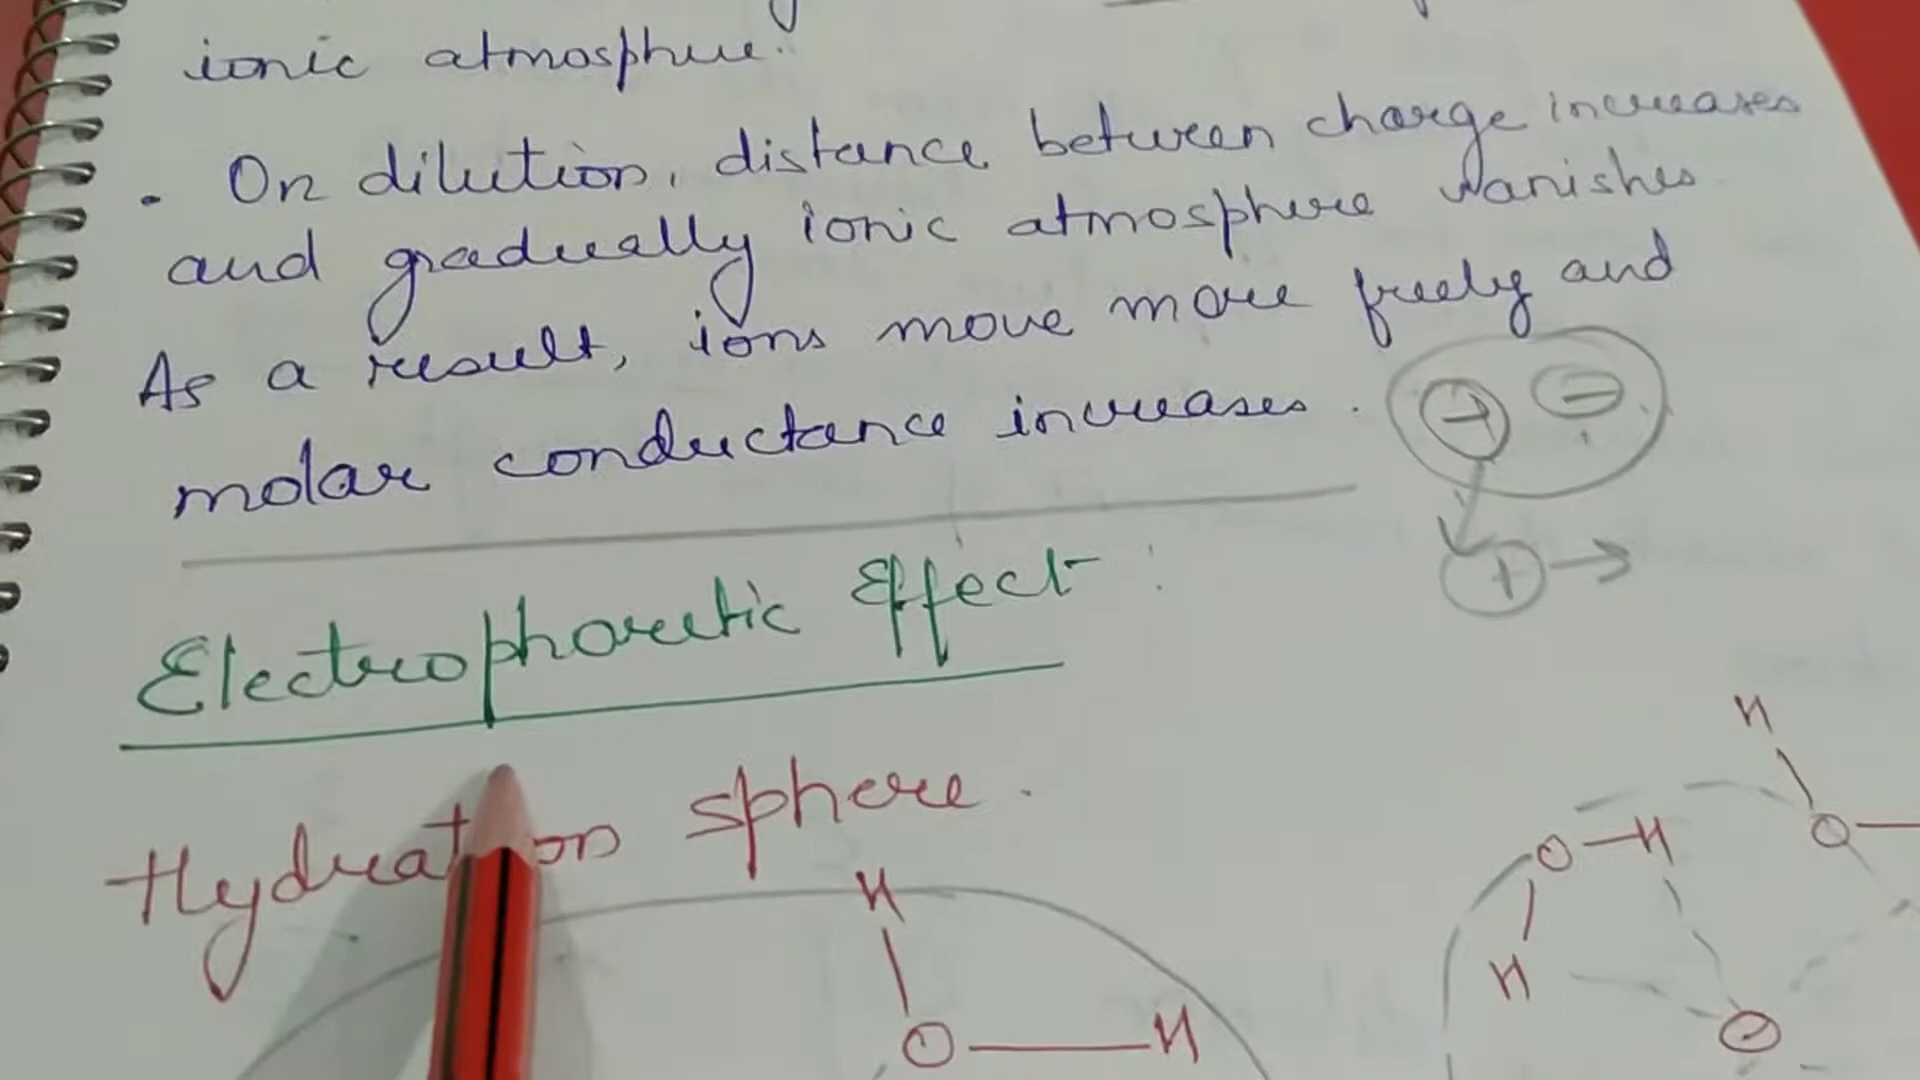 ionic atmosphere.
. On dilution, distance between charge increases
and gradually ionic atmosphere vanishes
As a result, ions move more freely and
molar conductance increases.
+ -
+
Electrophoretic Effect:
Hydration sphere.
H
O-H
O-H
H
H
O
-